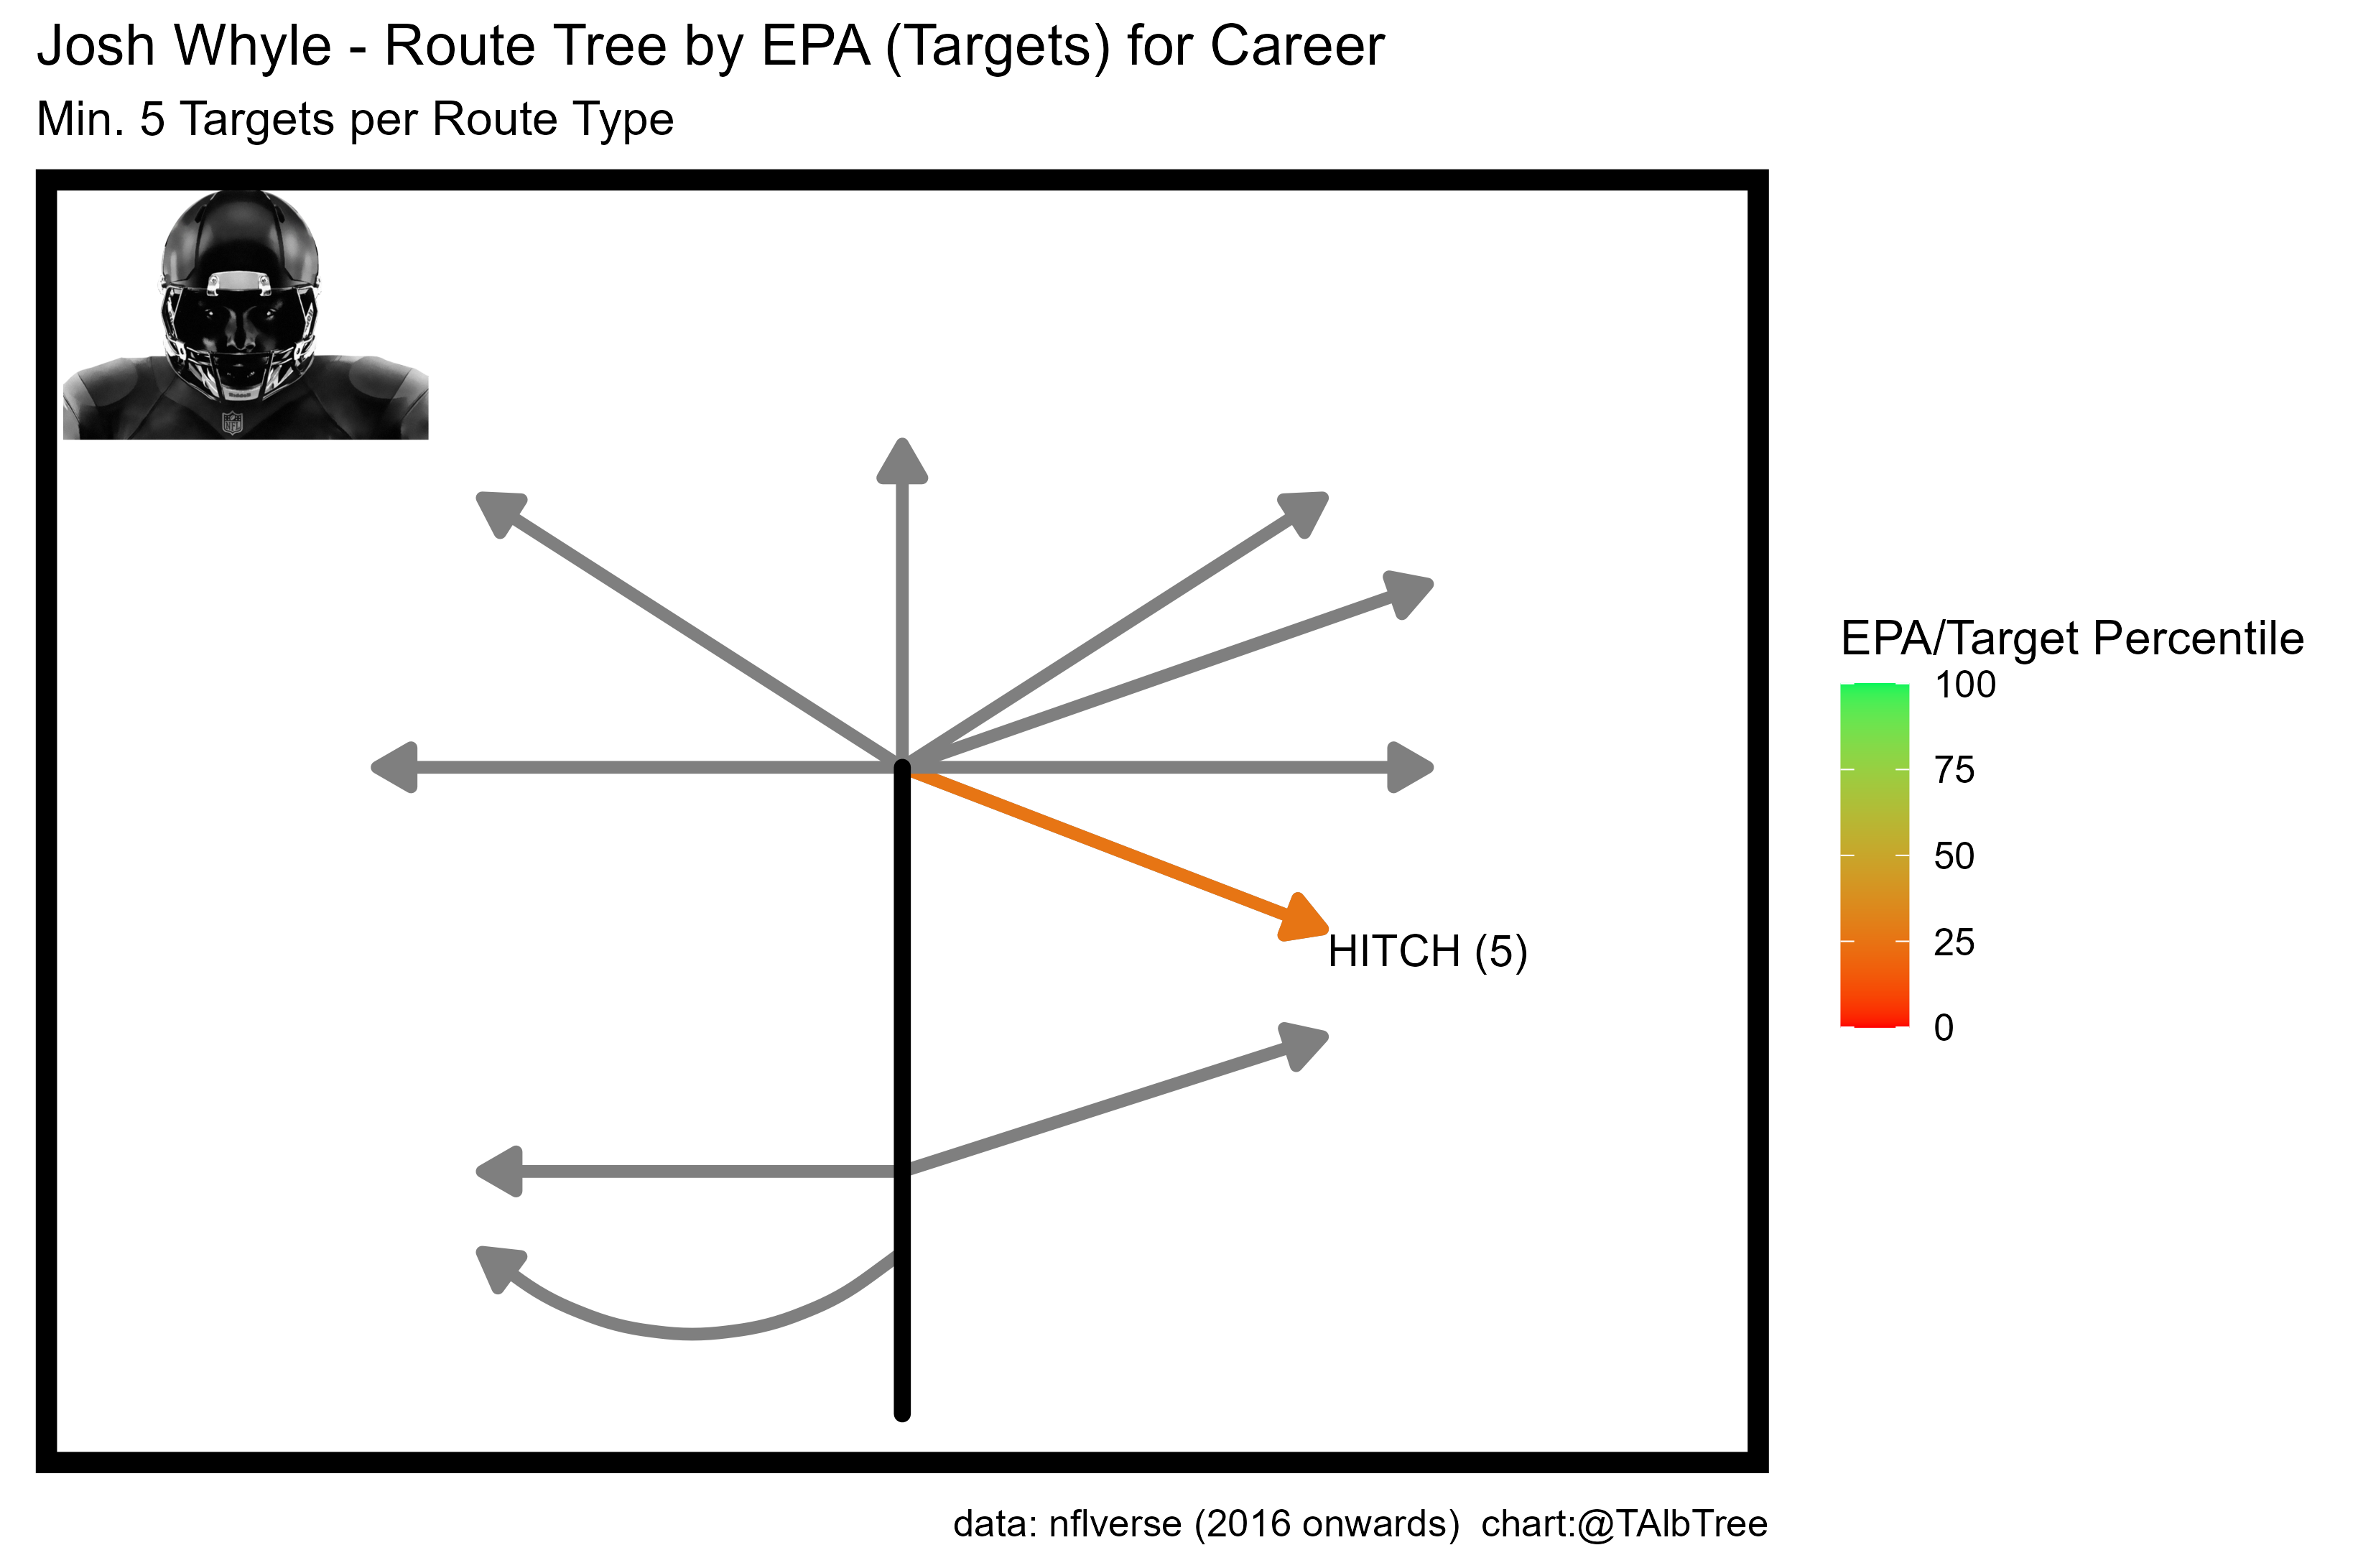 Josh Whyle - Route Tree by EPA (Targets) for Career
Min. 5 Targets per Route Type
NFL
HITCH (5)
EPA/Target Percentile
100
75
50
25
0
data: nflverse (2016 onwards)  chart:@TAlbTree